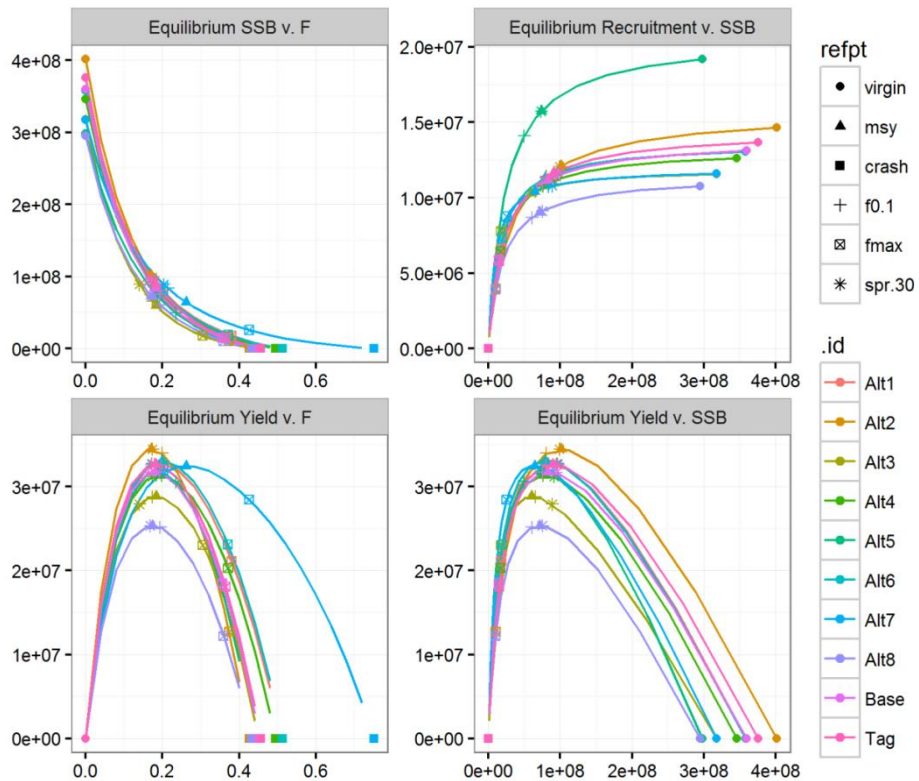 Equilibrium SSB v. F
Equilibrium Recruitment v. SSB
4e+08
3e+08
2e+08
1e+08
0e+00
0.0 0.2 0.4 0.6
2.0e+07
1.5e+07
1.0e+07
5.0e+06
0.0e+00
0e+00 1e+08 2e+08 3e+08 4e+08
Equilibrium Yield v. F
Equilibrium Yield v. SSB
3e+07
2e+07
1e+07
0e+00
0.0 0.2 0.4 0.6
3e+07
2e+07
1e+07
0e+00
0e+00 1e+08 2e+08 3e+08 4e+08
refpt
virgin
msy
crash
f0.1
fmax
spr.30
.id
Alt1
Alt2
Alt3
Alt4
Alt5
Alt6
Alt7
Alt8
Base
Tag